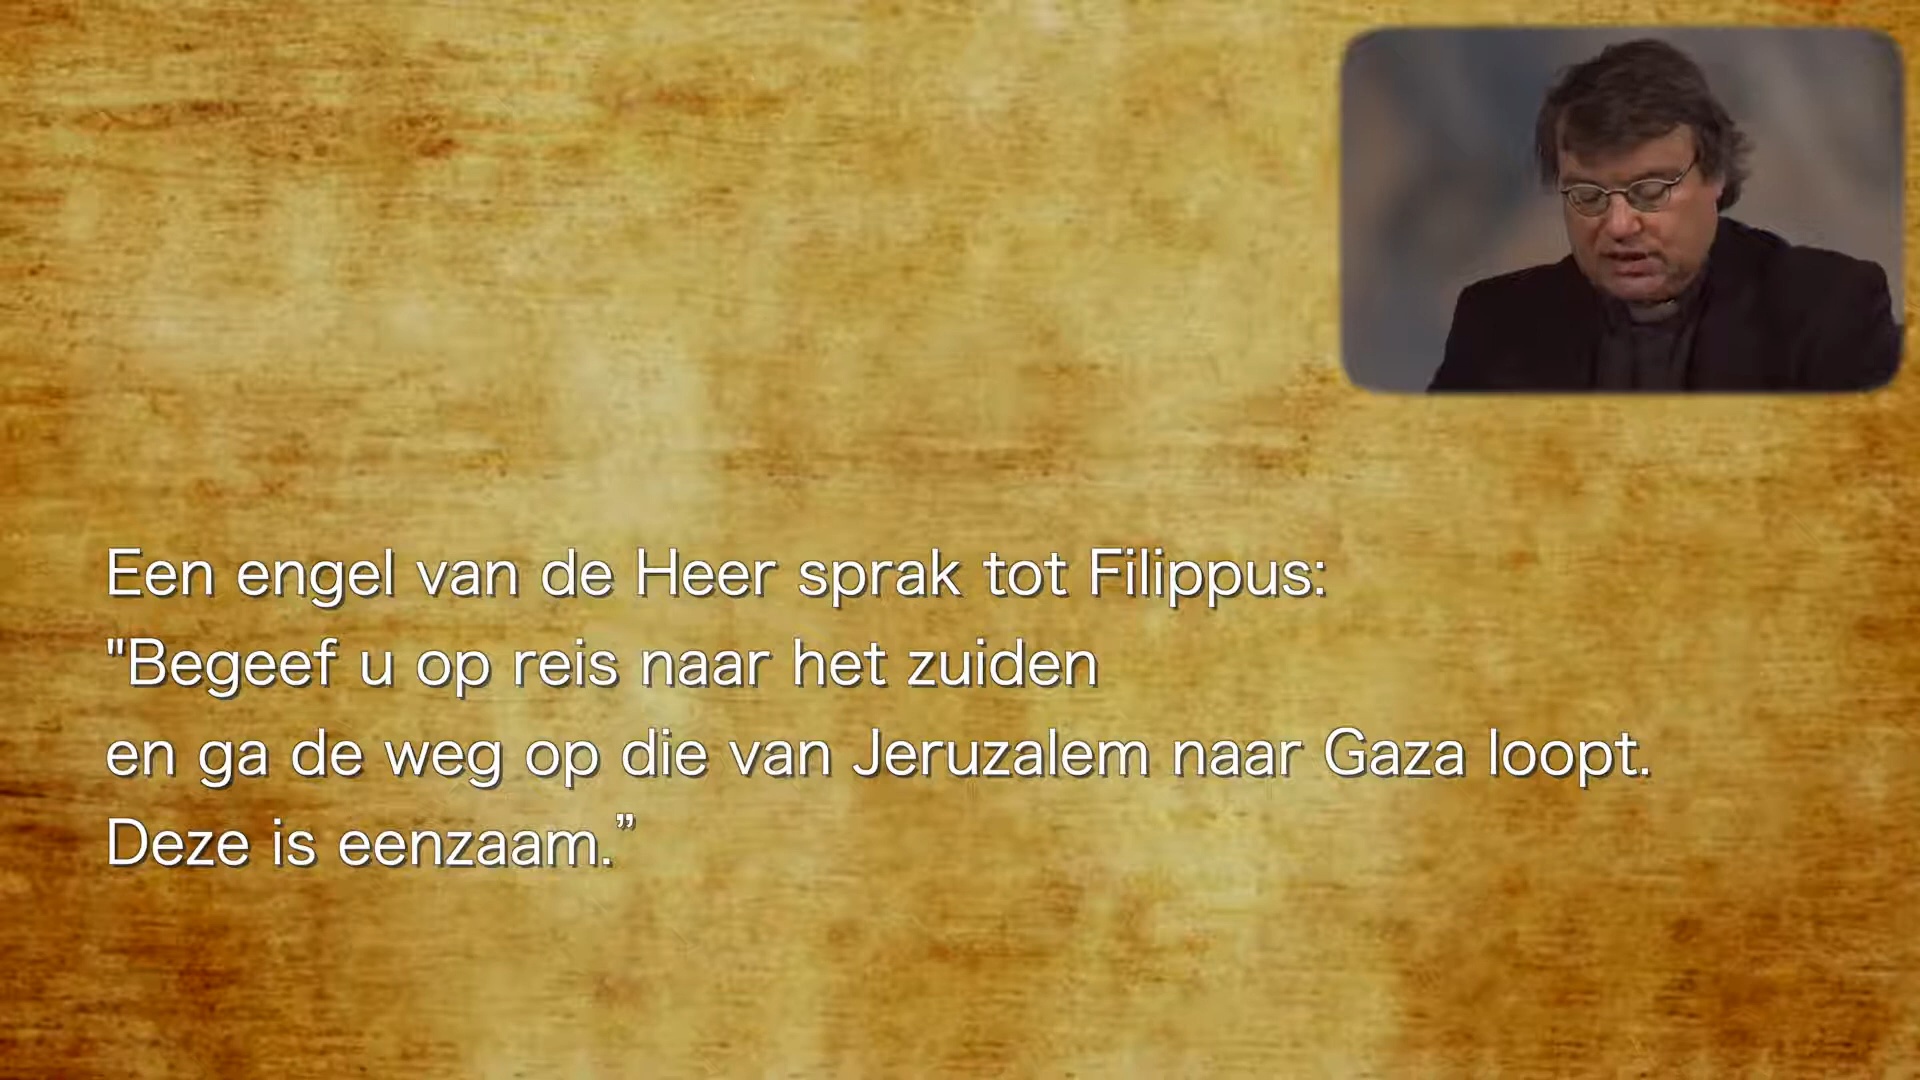 Een engel van de Heer sprak tot Filippus:
"Begeef u op reis naar het zuiden
en ga de weg op die van Jeruzalem naar Gaza loopt.
Deze is eenzaam.”